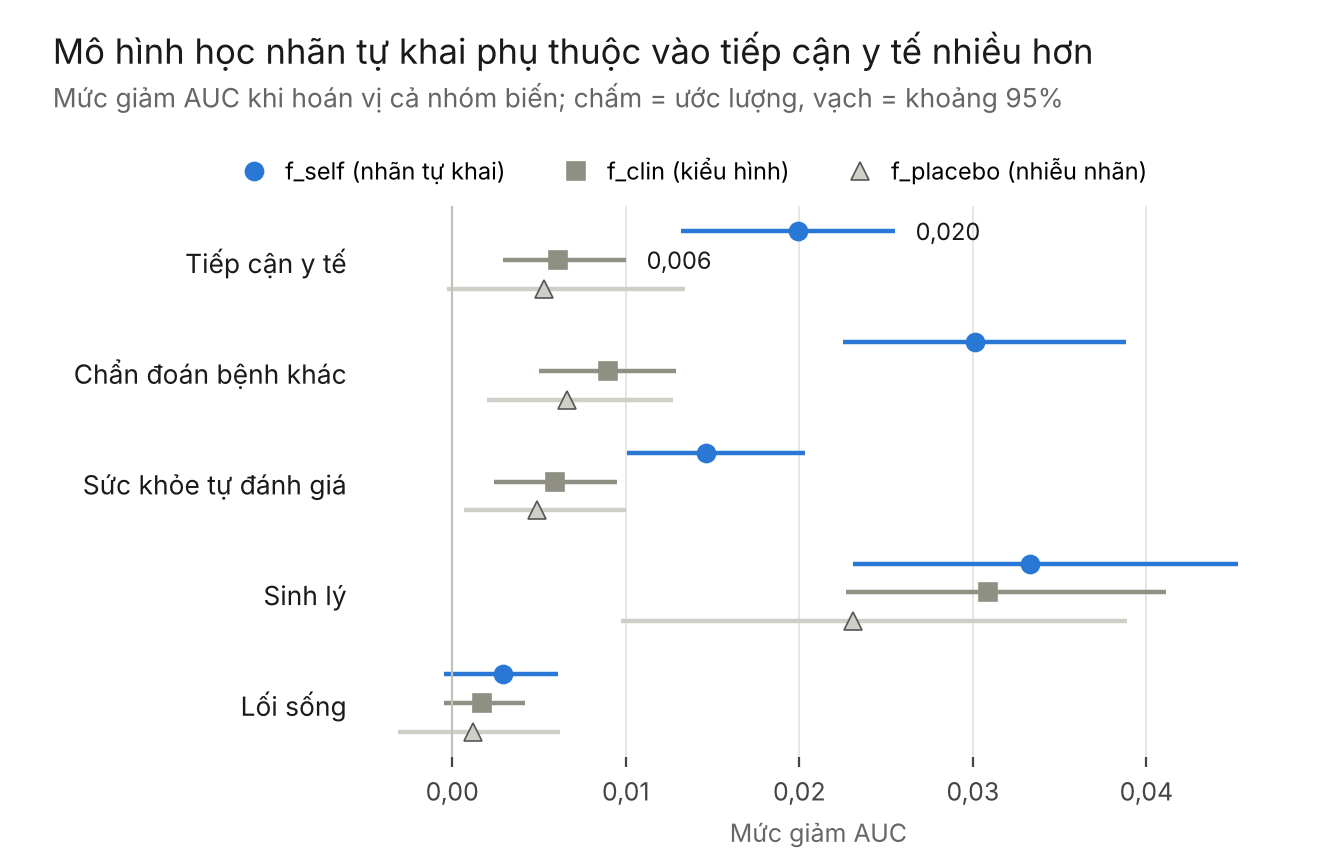 Mô hình học nhãn tự khai phụ thuộc vào tiếp cận y tế nhiều hơn
Mức giảm AUC khi hoán vị cả nhóm biến; chấm = ước lượng, vạch = khoảng 95%
f_self (nhãn tự khai) f_clin (kiểu hình) f_placebo (nhiễu nhãn)
0,020
Tiếp cận y tế 0,006
Chẩn đoán bệnh khác
Sức khỏe tự đánh giá
Sinh lý
Lối sống
0,00 0,01 0,02 0,03 0,04
Mức giảm AUC